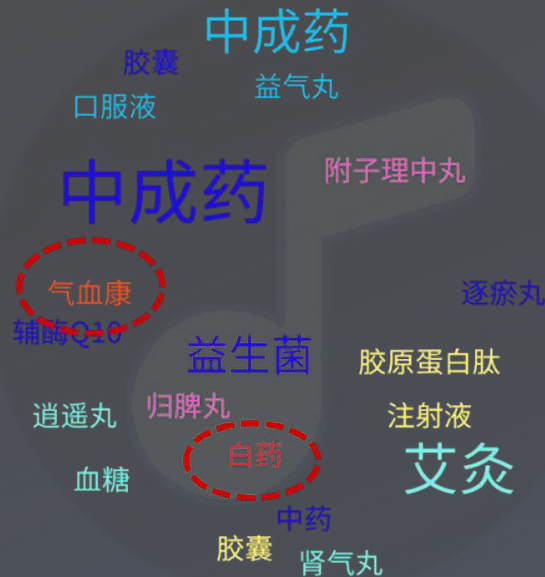 中成药
胶囊
益气丸
口服液
附子理中丸
中成药
气血康
逐瘀丸
辅酶Q10
益生菌
胶原蛋白肽
归脾丸
逍遥丸
注射液
白药
艾灸
血糖
中药
胶囊
肾气丸